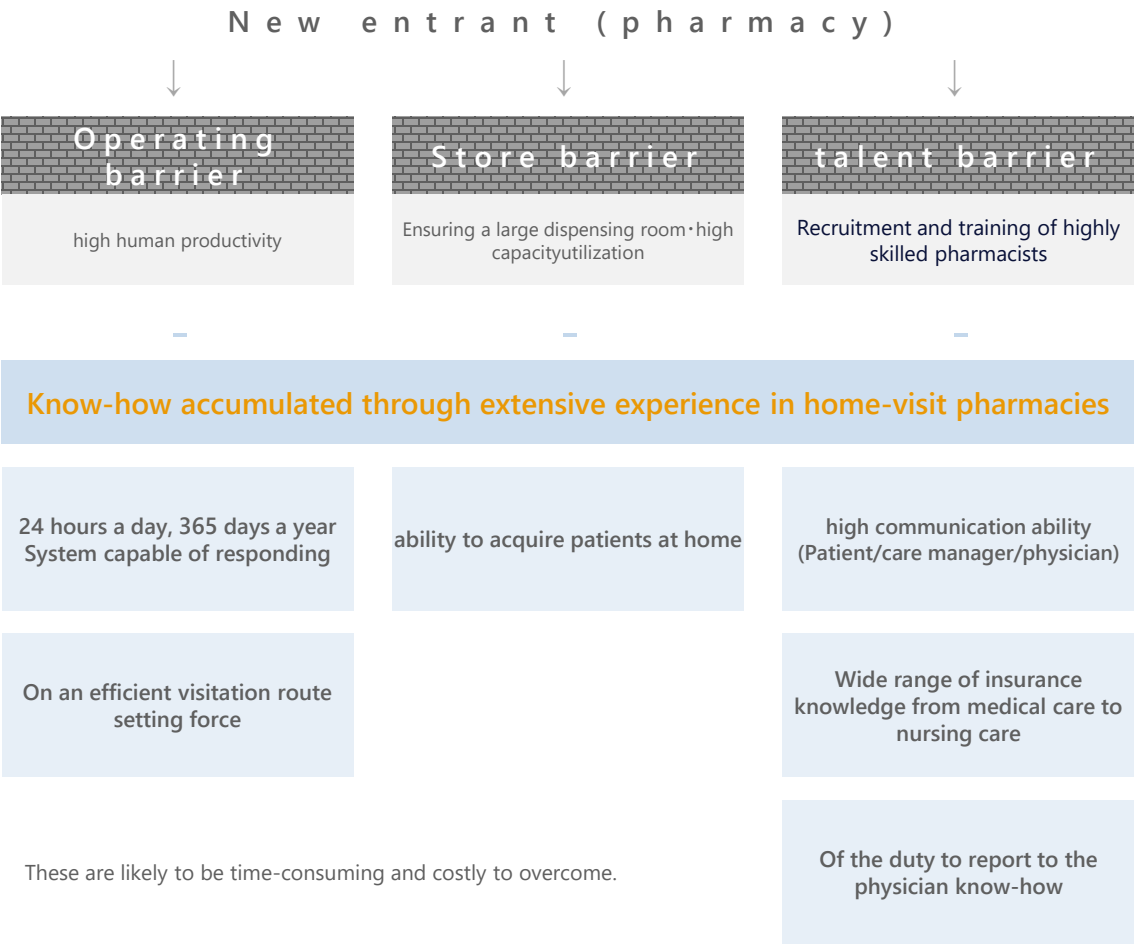 New entrant (pharmacy)
↓ ↓ ↓
Operating
barrier
Store barrier
talent barrier
high human productivity
Ensuring a large dispensing room･high
capacityutilization
Recruitment and training of highly
skilled pharmacists
Know-how accumulated through extensive experience in home-visit pharmacies
24 hours a day, 365 days a year
System capable of responding
ability to acquire patients at home
high communication ability
(Patient/care manager/physician)
On an efficient visitation route
setting force
Wide range of insurance
knowledge from medical care to
nursing care
These are likely to be time-consuming and costly to overcome.
Of the duty to report to the
physician know-how